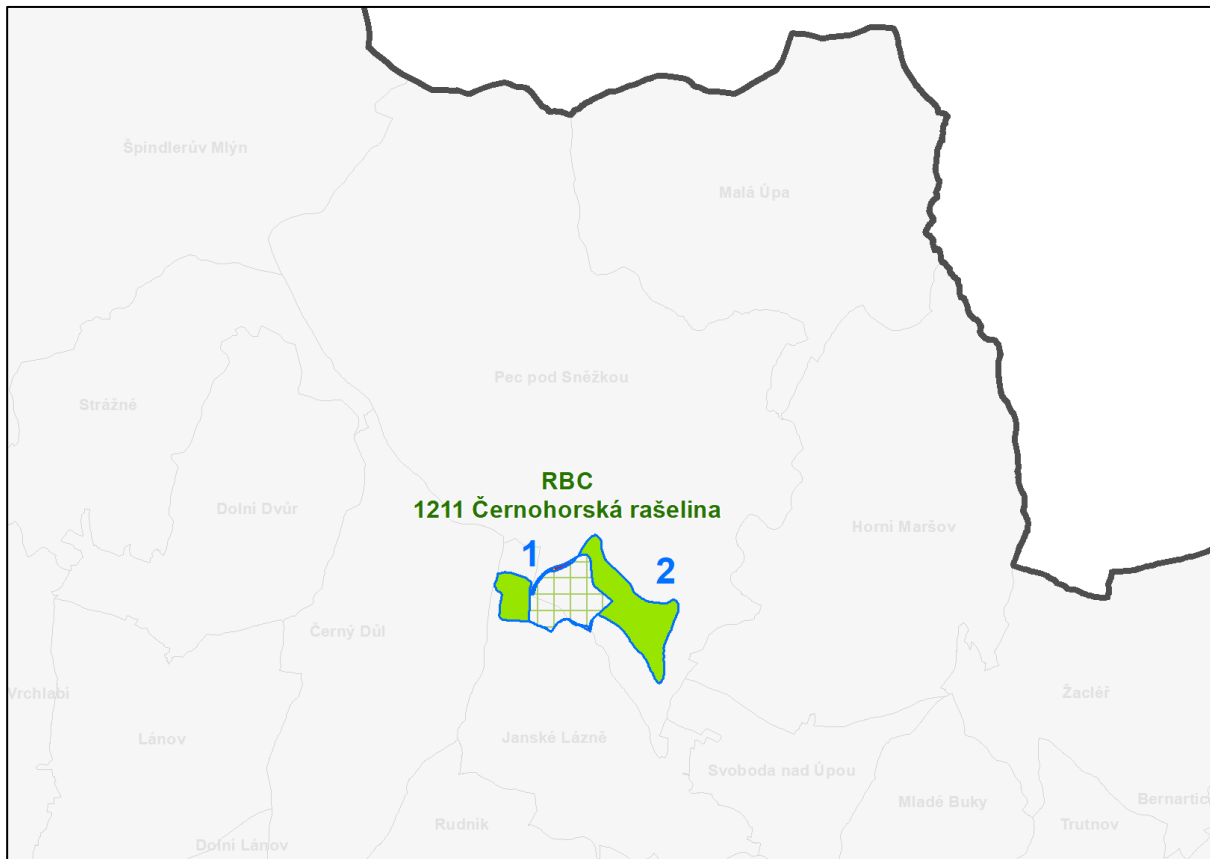 Špindlerův Mlýn
Malá Úpa
Pec pod Sněžkou
Strážné
RBC
1211 Černohorská rašelina
Dolní Dvůr
Horní Maršov
1
2
Černý Důl
Vrchlabí
Žacléř
Lánov
Janské Lázně
Svoboda nad Úpou
Mladé Buky
Bernartic
Rudník
Trutnov
Dolní Lánov